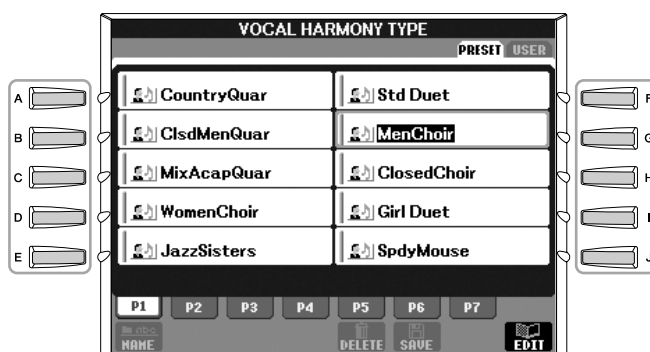 VOCAL HARMONY TYPE
PRESET USER
A CountryQuar Std Duet F
B ClsdMenQuar MenChoir G
C MixAcapQuar ClosedChoir H
D WomenChoir Girl Duet I
E JazzSisters SpdyMouse J
P1 P2 P3 P4 P5 P6 P7
NAME DELETE SAVE EDIT